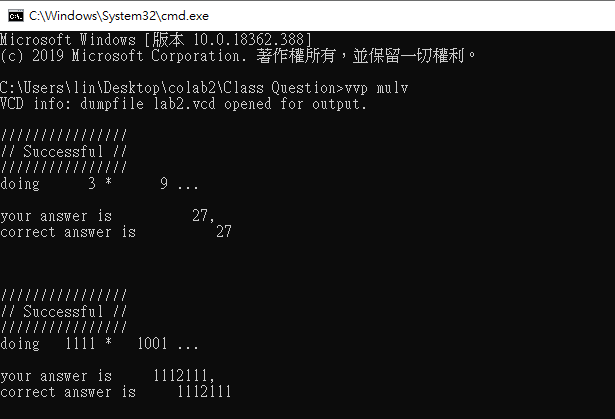 C:\Windows\System32\cmd.exe
Microsoft Windows [版本 10.0.18362.388]
(c) 2019 Microsoft Corporation. 著作權所有，並保留一切權利。
C:\Users\lin\Desktop\colab2\Class Question>vvp mulv
VCD info: dumpfile lab2.vcd opened for output.
////////////////
// Successful //
////////////////
doing      3 *      9 ...
your answer is          27,
correct answer is          27
////////////////
// Successful //
////////////////
doing   1111 *   1001 ...
your answer is     1112111,
correct answer is     1112111